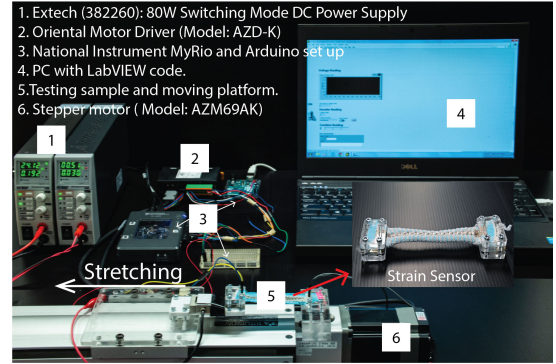 1. Extech (382260): 80W Switching Mode DC Power Supply
2. Oriental Motor Driver (Model: AZD-K)
3. National Instrument MyRio and Arduino set up
4. PC with LabVIEW code.
5.Testing sample and moving platform.
6. Stepper motor ( Model: AZM69AK)
1
2
3
4
DELL
Stretching
Strain Sensor
5
6